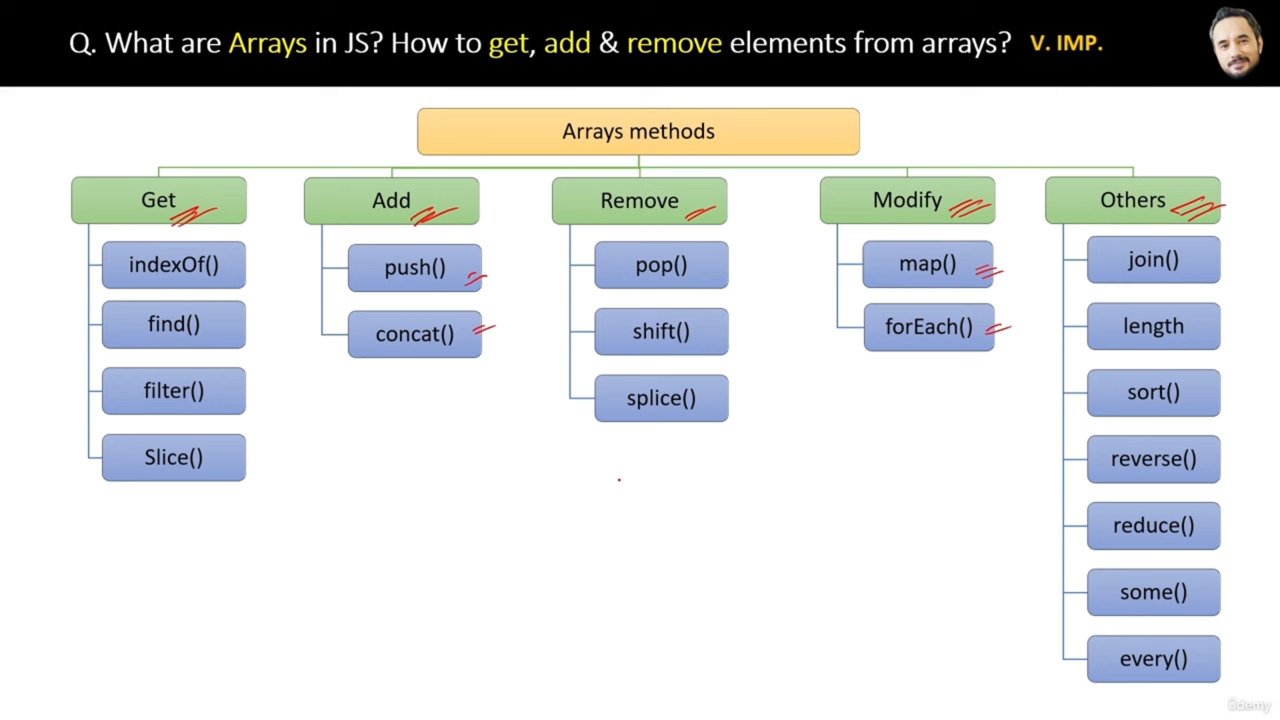 Q. What are Arrays in JS? How to get, add & remove elements from arrays? V. IMP.
Arrays methods
Get
indexOf()
find()
filter()
Slice()
Add
push()
concat()
Remove
pop()
shift()
splice()
Modify
map()
forEach()
Others
join()
length
sort()
reverse()
reduce()
some()
every()
ûdemy